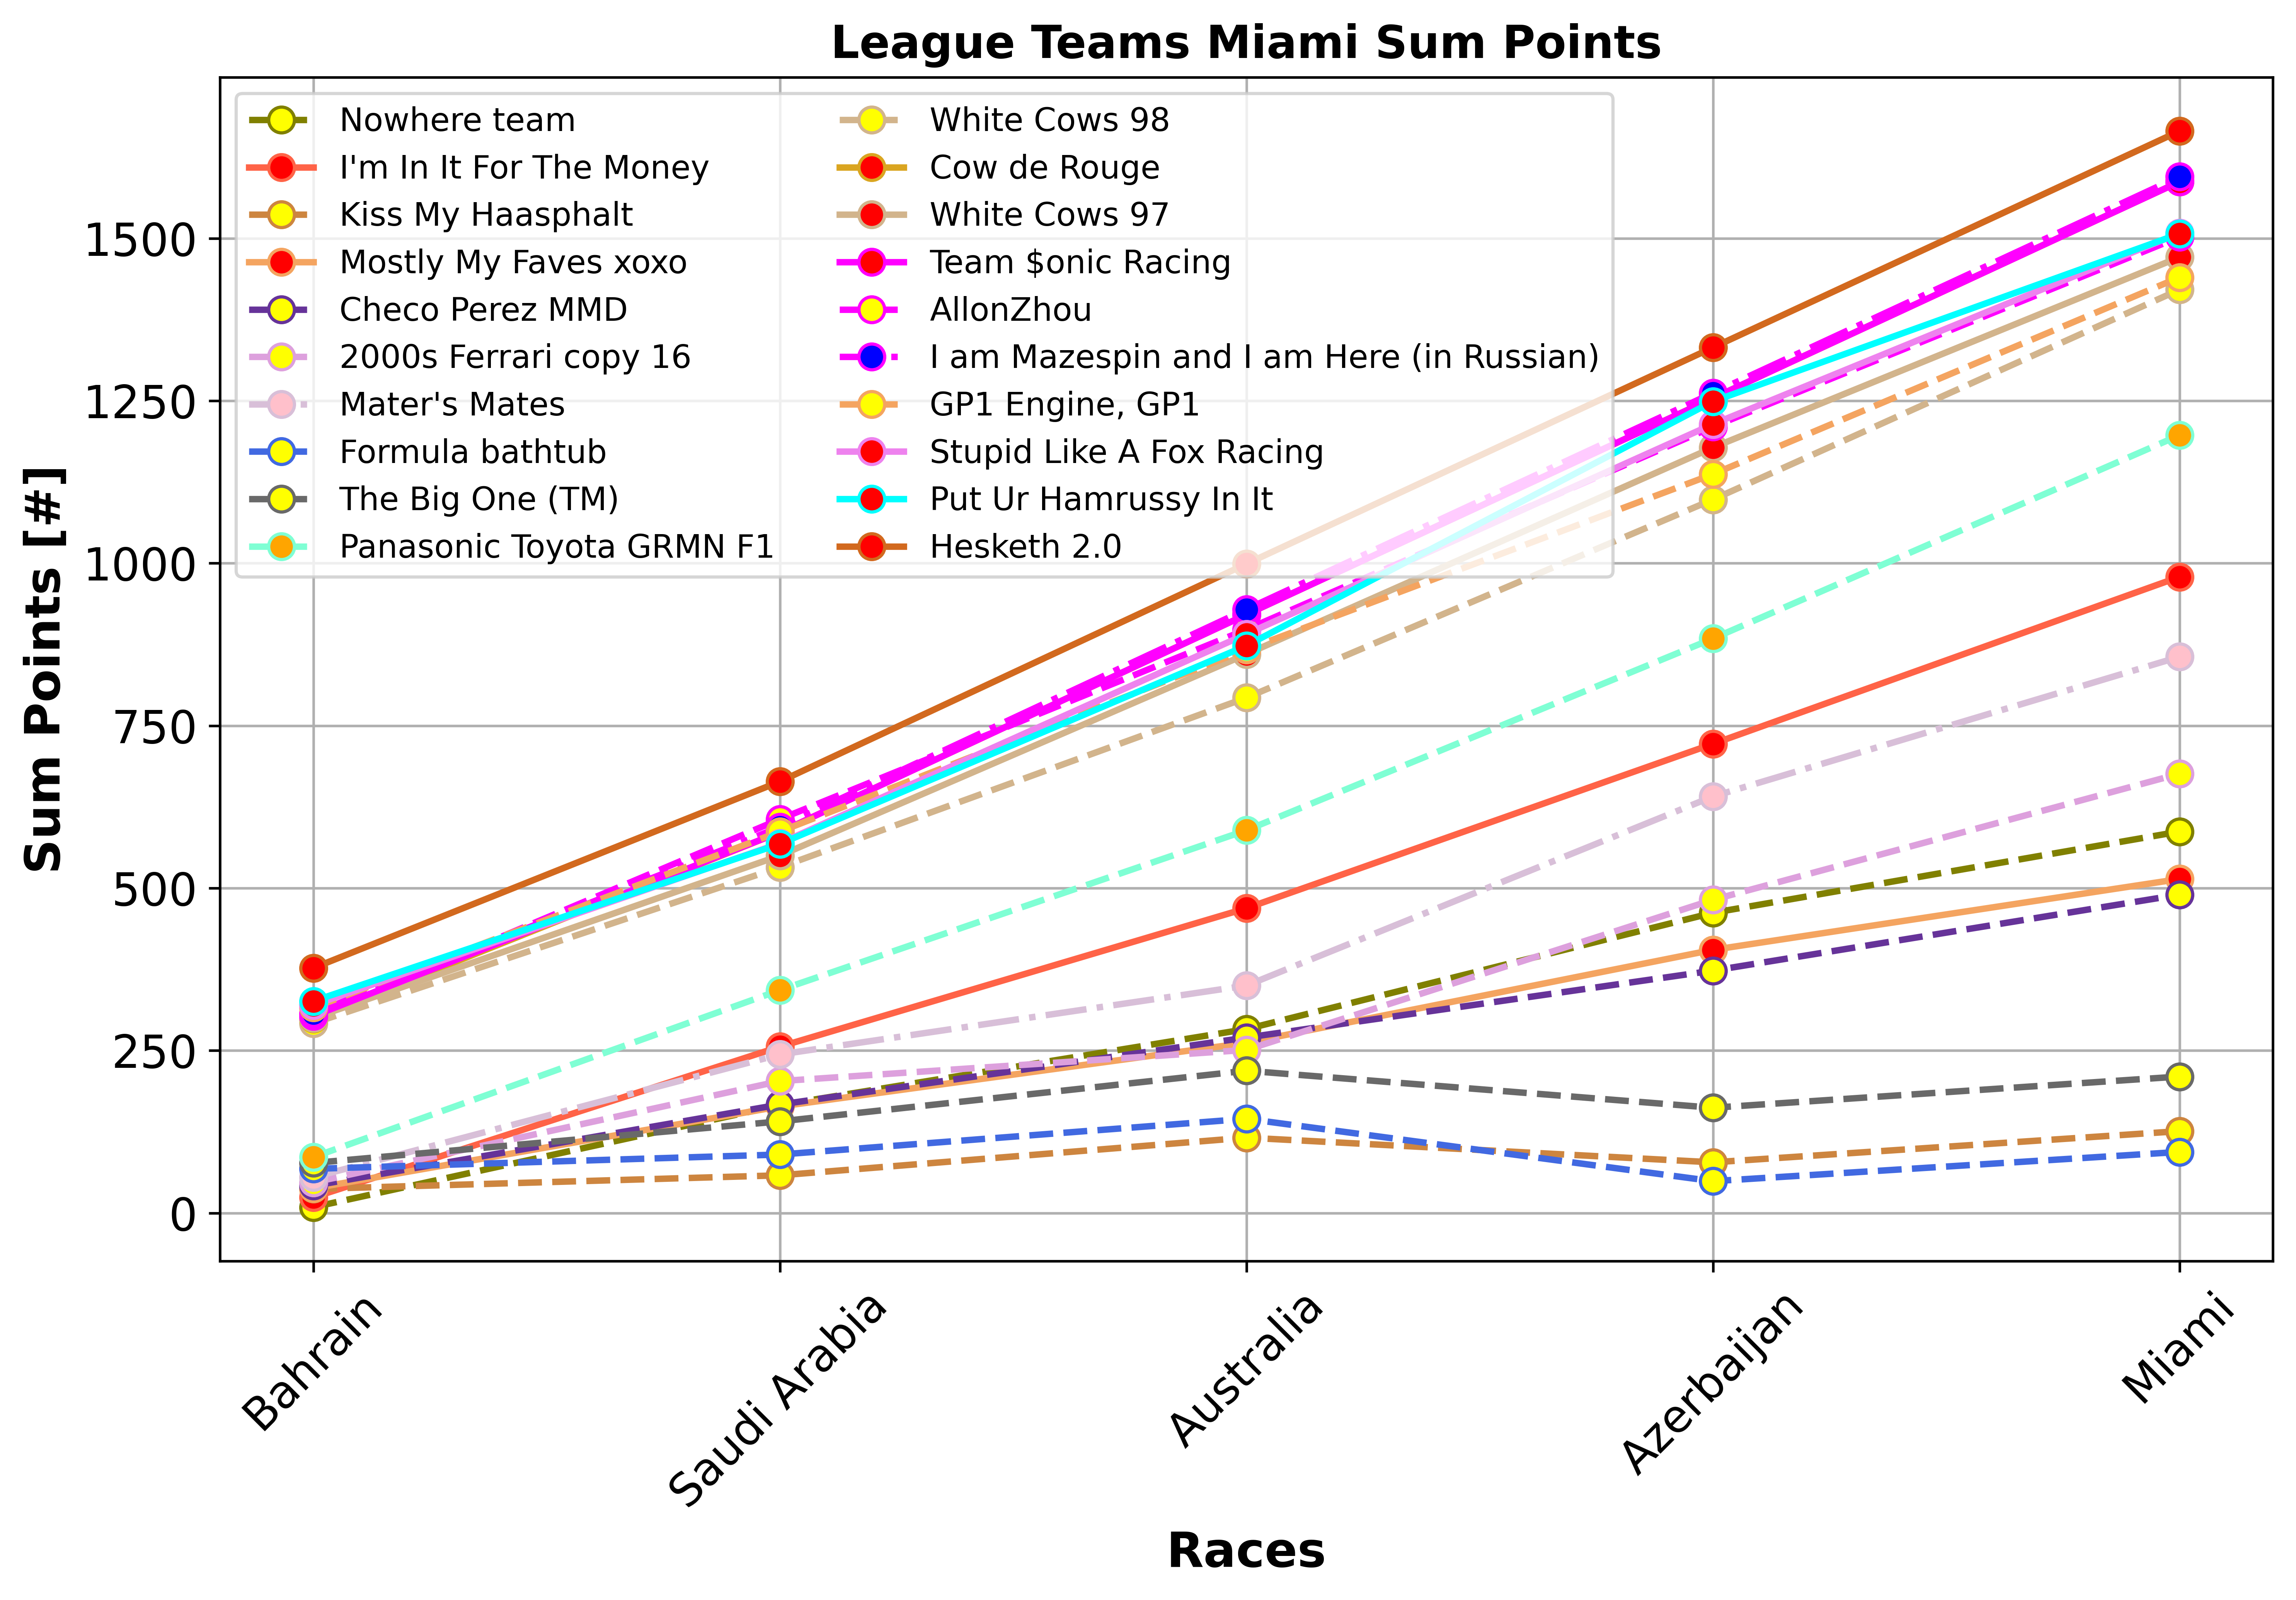 League Teams Miami Sum Points
Nowhere team
I'm In It For The Money
Kiss My Haasphalt
Mostly My Faves xoxo
Checo Perez MMD
2000s Ferrari copy 16
Mater's Mates
Formula bathtub
The Big One (TM)
Panasonic Toyota GRMN F1
White Cows 98
Cow de Rouge
White Cows 97
Team $onic Racing
AllonZhou
I am Mazespin and I am Here (in Russian)
GP1 Engine, GP1
Stupid Like A Fox Racing
Put Ur Hamrussy In It
Hesketh 2.0
Sum Points [#]
1500
1250
1000
750
500
250
0
Bahrain
Saudi Arabia
Australia
Azerbaijan
Miami
Races